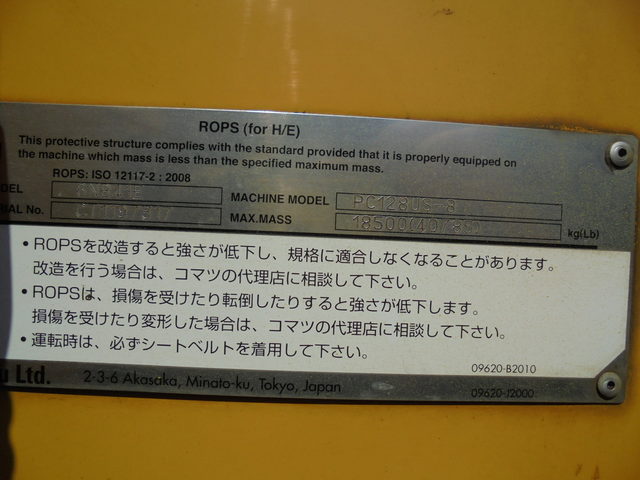 ROPS (for H/E)
This protective structure complies with the standard provided that it is properly equipped on
the machine which mass is less than the specified maximum mass.
ROPS: ISO 12117-2 : 2008
DEL
MACHINE MODEL PC128US-8
IAL No.
MAX.MASS 18500(40785) kg(Lb)
•ROPSを改造すると強さが低下し、規格に適合しなくなることがあります。
改造を行う場合は、コマツの代理店に相談して下さい。
•ROPSは、損傷を受けたり転倒したりすると強さが低下します。
損傷を受けたり変形した場合は、コマツの代理店に相談して下さい。
•運転時は、必ずシートベルトを着用して下さい。
09620-B2010
u Ltd. 2-3-6 Akasaka, Minato-ku, Tokyo, Japan
09620-J2000